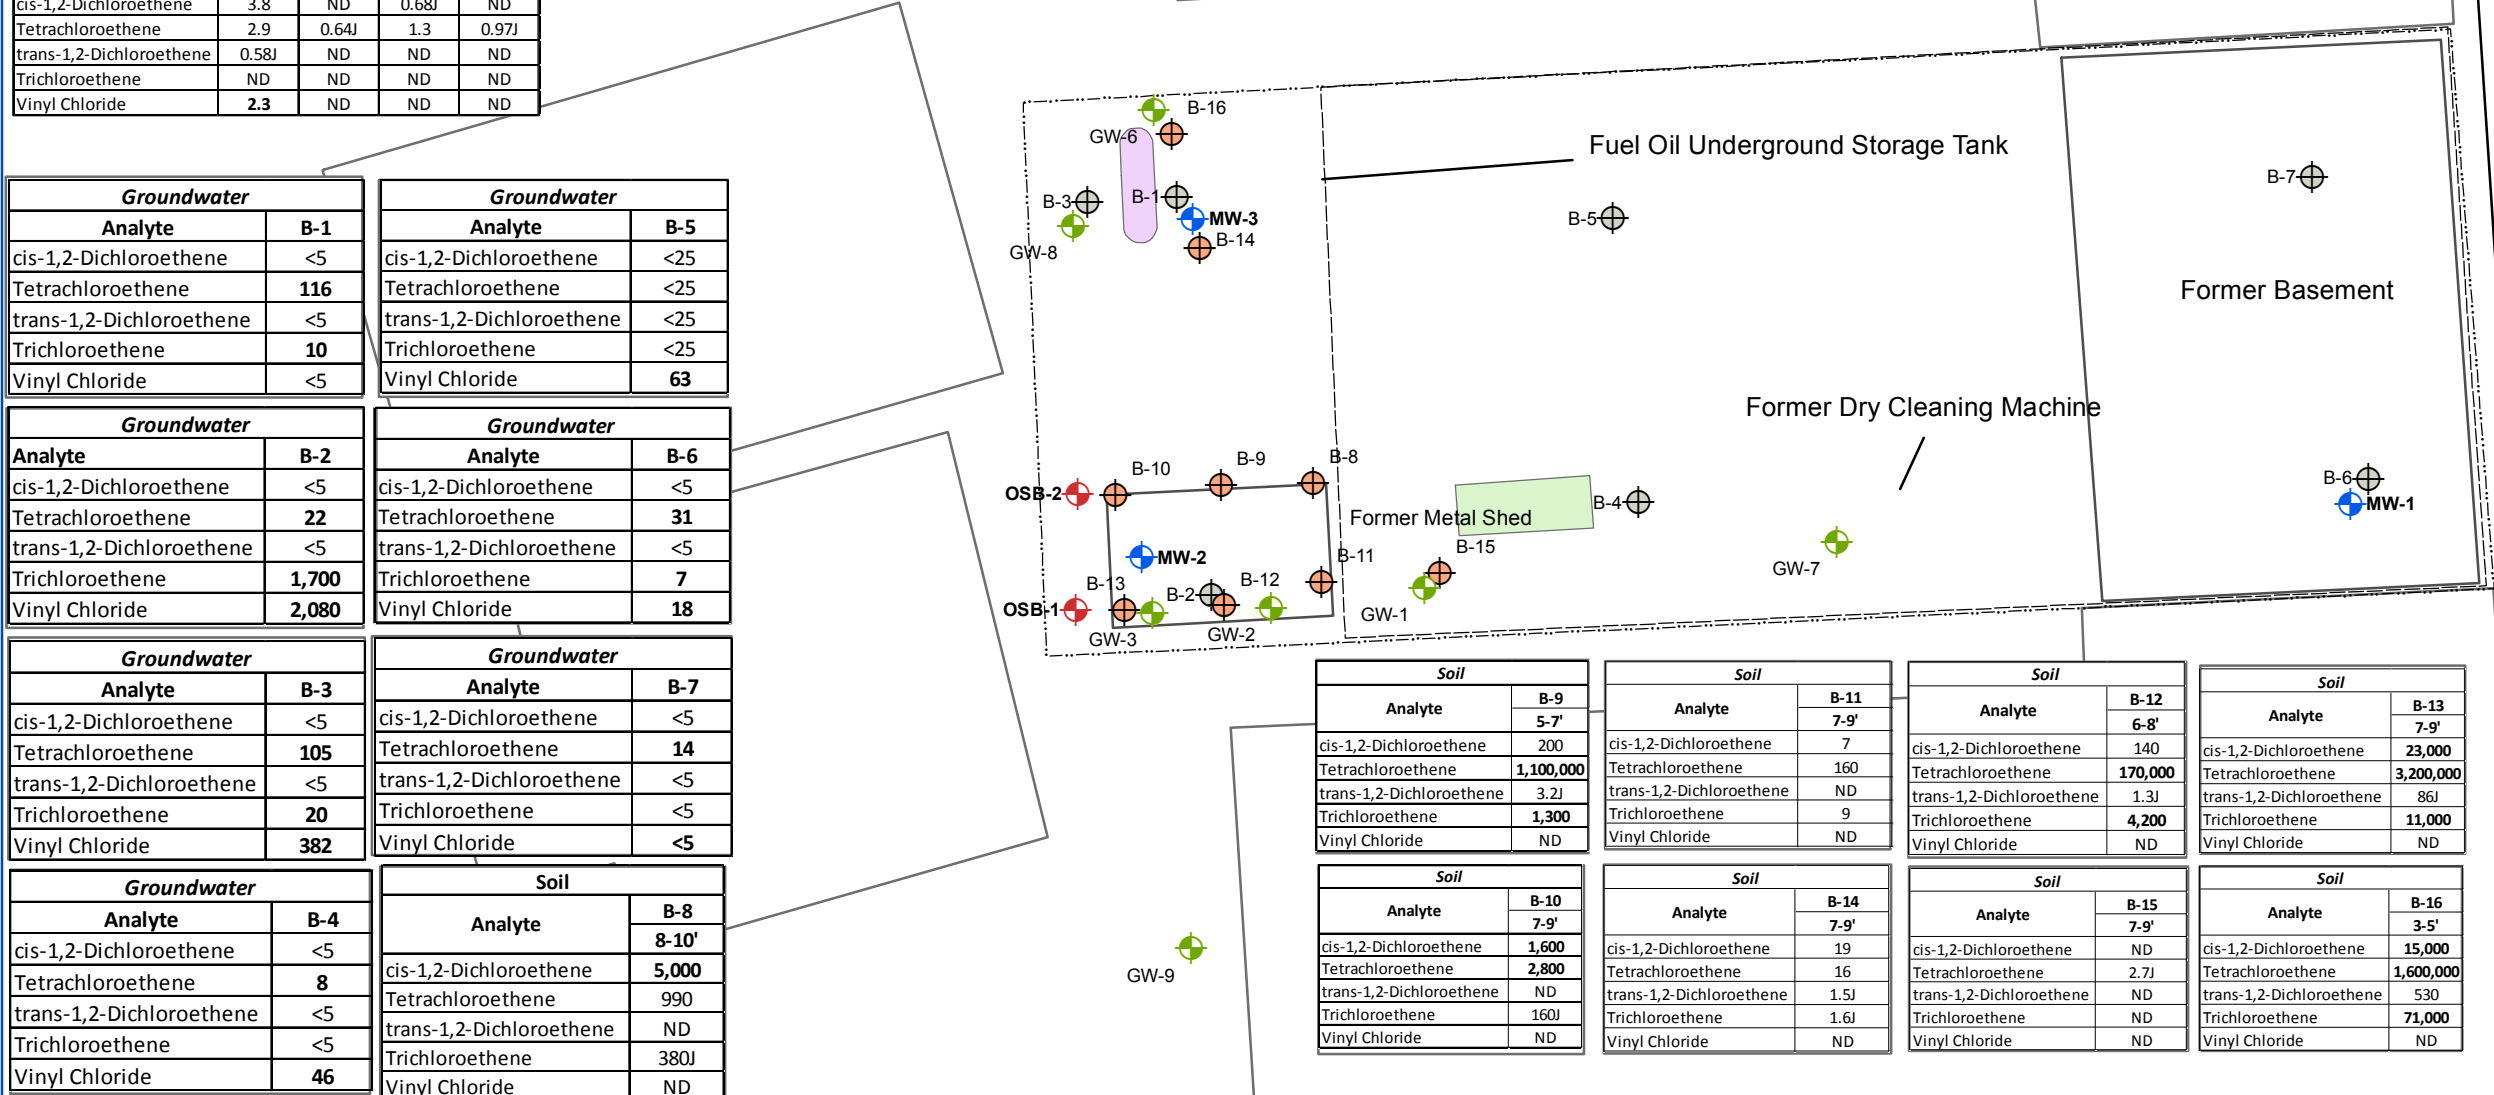 cis-1,2-Dichloroethene 3.8 ND 0.68J ND
Tetrachloroethene 2.9 0.64J 1.3 0.97J
trans-1,2-Dichloroethene 0.58J ND ND ND
Trichloroethene ND ND ND ND
Vinyl Chloride 2.3 ND ND ND
Groundwater
Analyte B-1
cis-1,2-Dichloroethene <5
Tetrachloroethene 116
trans-1,2-Dichloroethene <5
Trichloroethene 10
Vinyl Chloride <5
Groundwater
Analyte B-5
cis-1,2-Dichloroethene <25
Tetrachloroethene <25
trans-1,2-Dichloroethene <25
Trichloroethene <25
Vinyl Chloride 63
Groundwater
Analyte B-2
cis-1,2-Dichloroethene <5
Tetrachloroethene 22
trans-1,2-Dichloroethene <5
Trichloroethene 1,700
Vinyl Chloride 2,080
Groundwater
Analyte B-6
cis-1,2-Dichloroethene <5
Tetrachloroethene 31
trans-1,2-Dichloroethene <5
Trichloroethene 7
Vinyl Chloride 18
Groundwater
Analyte B-3
cis-1,2-Dichloroethene <5
Tetrachloroethene 105
trans-1,2-Dichloroethene <5
Trichloroethene 20
Vinyl Chloride 382
Groundwater
Analyte B-7
cis-1,2-Dichloroethene <5
Tetrachloroethene 14
trans-1,2-Dichloroethene <5
Trichloroethene <5
Vinyl Chloride <5
Groundwater
Analyte B-4
cis-1,2-Dichloroethene <5
Tetrachloroethene 8
trans-1,2-Dichloroethene <5
Trichloroethene <5
Vinyl Chloride 46
Soil
Analyte B-8
8-10'
cis-1,2-Dichloroethene 5,000
Tetrachloroethene 990
trans-1,2-Dichloroethene ND
Trichloroethene 380J
Vinyl Chloride ND
B-16
GW-6
Fuel Oil Underground Storage Tank
B-3
B-1
MW-3
B-14
GW-8
B-5
B-7
Former Basement
Former Dry Cleaning Machine
B-10
B-9
B-8
OSB-2
B-4
B-6
MW-1
Former Metal Shed
MW-2
B-11
B-15
GW-7
B-13
B-2
B-12
OSB-1
GW-3
GW-2
GW-1
GW-9
Soil
Analyte B-9
5-7'
cis-1,2-Dichloroethene 200
Tetrachloroethene 1,100,000
trans-1,2-Dichloroethene 3.2J
Trichloroethene 1,300
Vinyl Chloride ND
Soil
Analyte B-11
7-9'
cis-1,2-Dichloroethene 7
Tetrachloroethene 160
trans-1,2-Dichloroethene ND
Trichloroethene 9
Vinyl Chloride ND
Soil
Analyte B-12
6-8'
cis-1,2-Dichloroethene 140
Tetrachloroethene 170,000
trans-1,2-Dichloroethene 1.3J
Trichloroethene 4,200
Vinyl Chloride ND
Soil
Analyte B-13
7-9'
cis-1,2-Dichloroethene 23,000
Tetrachloroethene 3,200,000
trans-1,2-Dichloroethene 86J
Trichloroethene 11,000
Vinyl Chloride ND
Soil
Analyte B-10
7-9'
cis-1,2-Dichloroethene 1,600
Tetrachloroethene 2,800
trans-1,2-Dichloroethene ND
Trichloroethene 160J
Vinyl Chloride ND
Soil
Analyte B-14
7-9'
cis-1,2-Dichloroethene 19
Tetrachloroethene 16
trans-1,2-Dichloroethene 1.5J
Trichloroethene 1.6J
Vinyl Chloride ND
Soil
Analyte B-15
7-9'
cis-1,2-Dichloroethene ND
Tetrachloroethene 2.7J
trans-1,2-Dichloroethene ND
Trichloroethene ND
Vinyl Chloride ND
Soil
Analyte B-16
3-5'
cis-1,2-Dichloroethene 15,000
Tetrachloroethene 1,600,000
trans-1,2-Dichloroethene 530
Trichloroethene 71,000
Vinyl Chloride ND